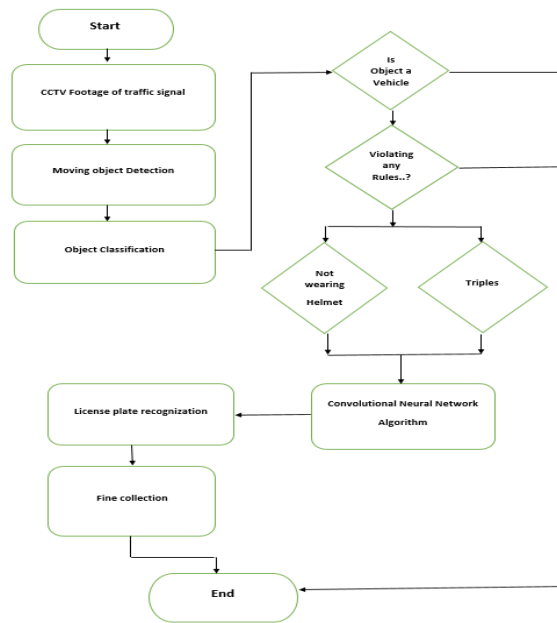 Start
CCTV Footage of traffic signal
Moving object Detection
Object Classification
Is
Object a
Vehicle
Violating
any
Rules..?
Not
wearing
Helmet
Triples
Convolutional Neural Network
Algorithm
License plate recognization
Fine collection
End